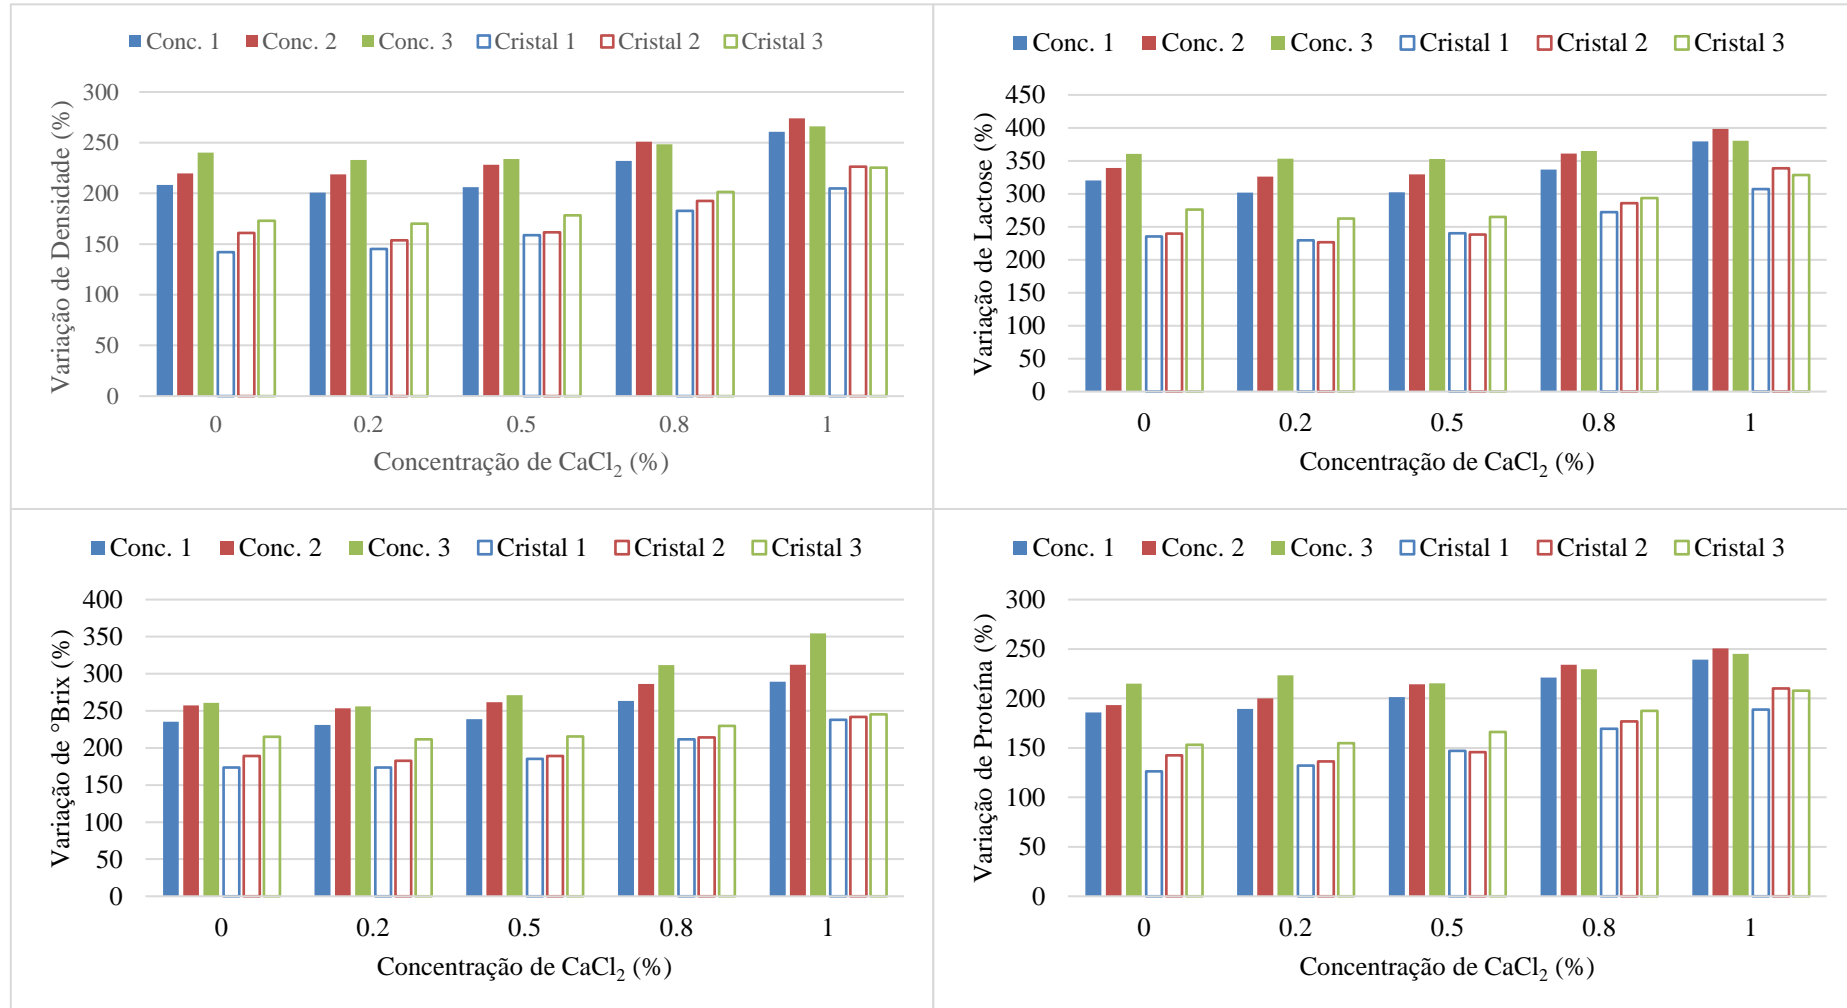 Conc. 1 Conc. 2 Conc. 3 Cristal 1 Cristal 2 Cristal 3
Variação de Densidade (%)
300
250
200
150
100
50
0
0 0.2 0.5 0.8 1
Concentração de CaCl₂ (%)
Conc. 1 Conc. 2 Conc. 3 Cristal 1 Cristal 2 Cristal 3
Variação de Lactose (%)
450
400
350
300
250
200
150
100
50
0
0 0.2 0.5 0.8 1
Concentração de CaCl₂ (%)
Conc. 1 Conc. 2 Conc. 3 Cristal 1 Cristal 2 Cristal 3
Variação de °Brix (%)
400
350
300
250
200
150
100
50
0
0 0.2 0.5 0.8 1
Concentração de CaCl₂ (%)
Conc. 1 Conc. 2 Conc. 3 Cristal 1 Cristal 2 Cristal 3
Variação de Proteína (%)
300
250
200
150
100
50
0
0 0.2 0.5 0.8 1
Concentração de CaCl₂ (%)